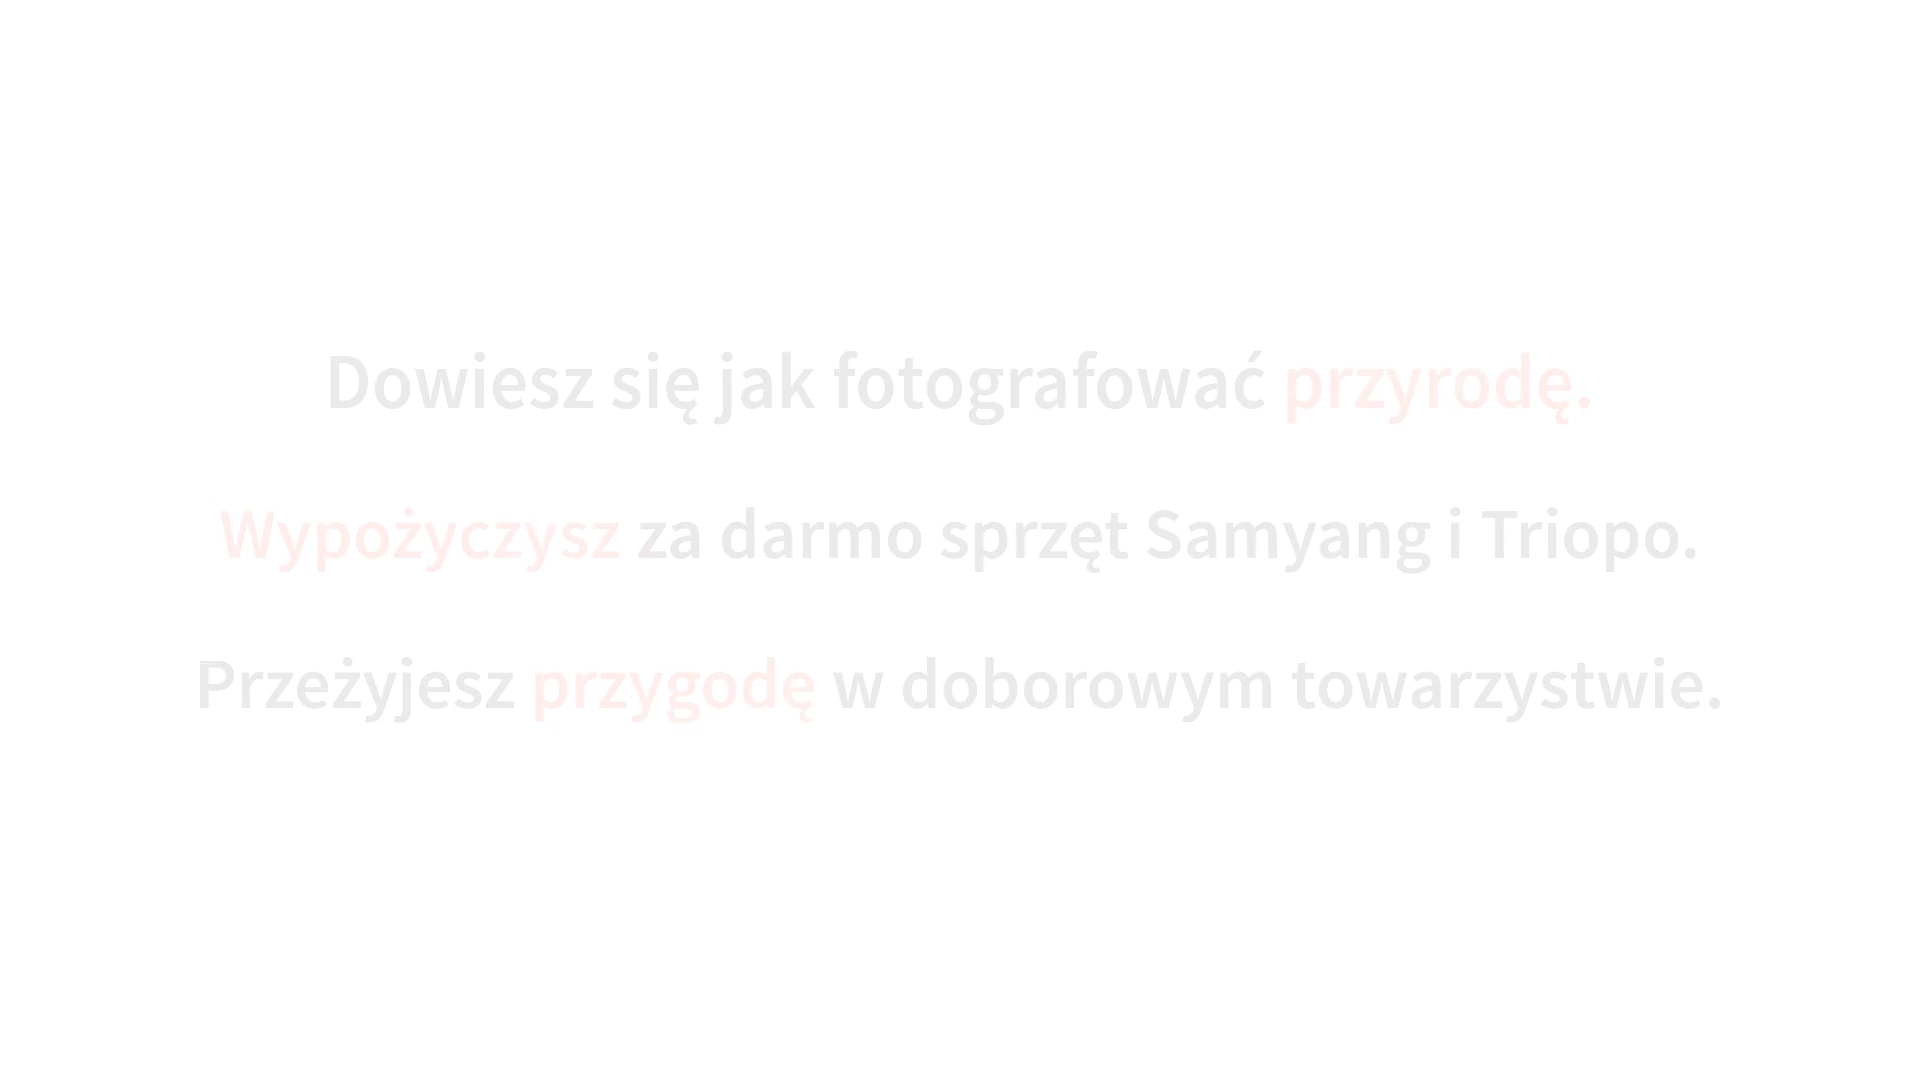 Dowiesz się jak fotografować przyrodę.
Wypożyczysz za darmo sprzęt Samyang i Triopo.
Przeżyjesz przygodę w doborowym towarzystwie.